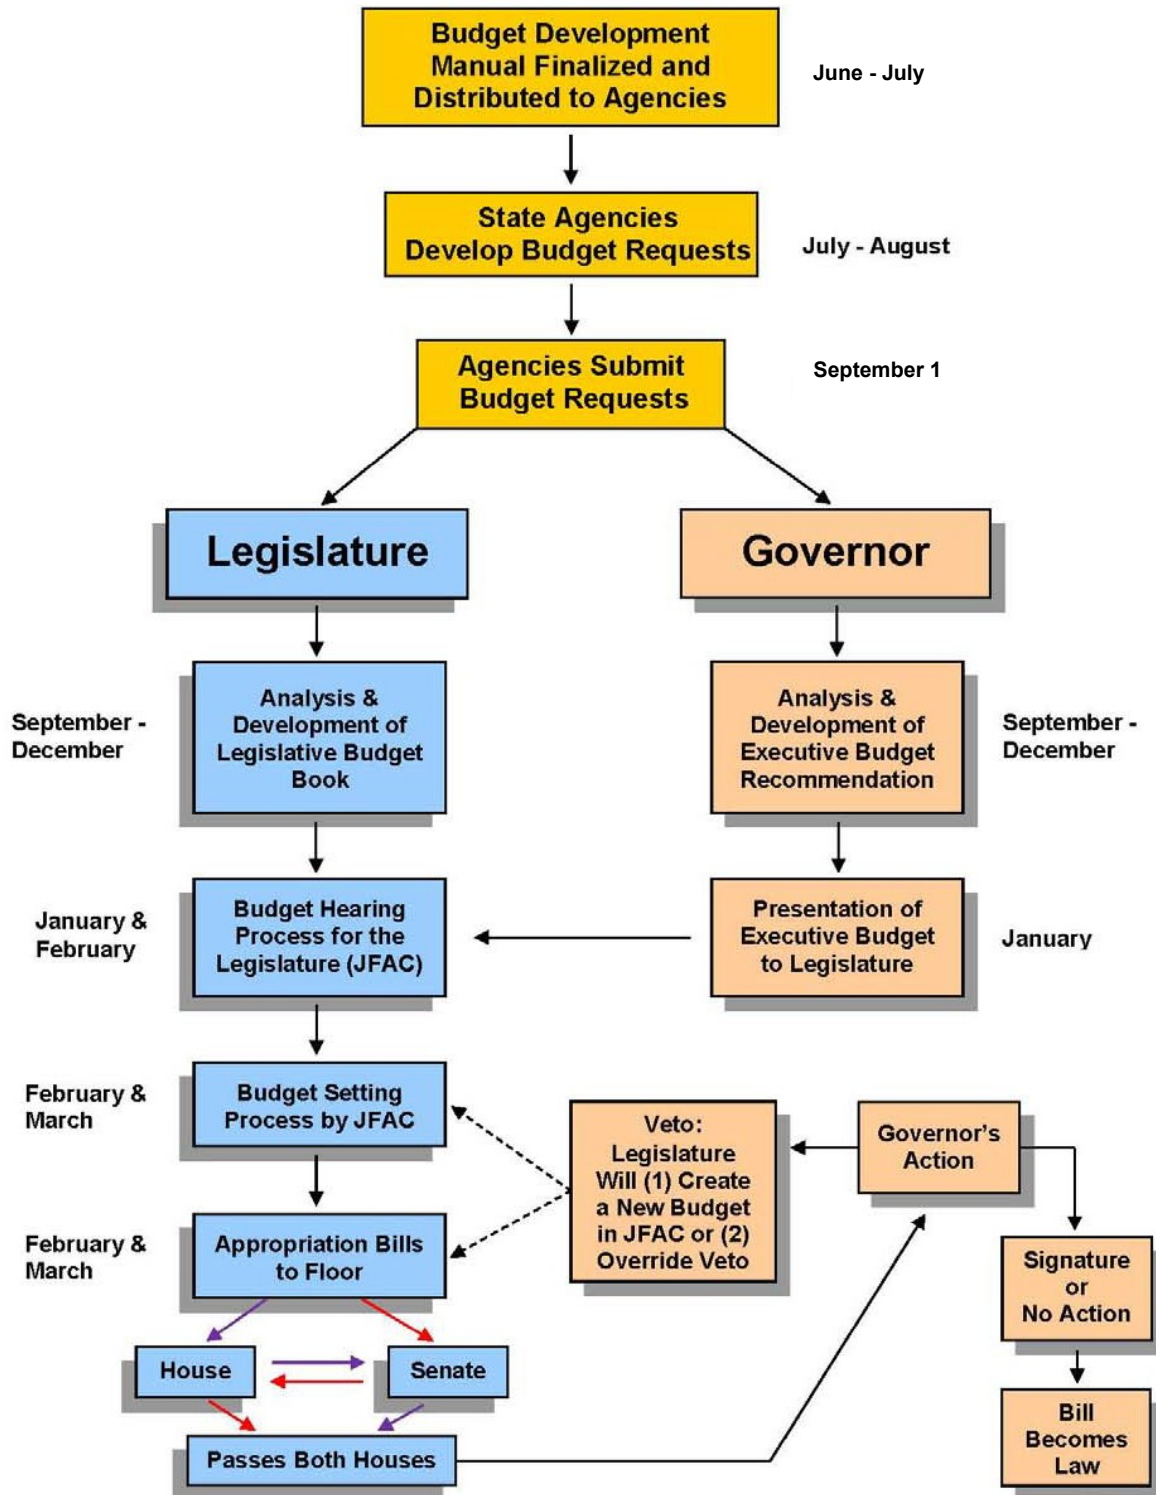 Budget Development
Manual Finalized and
Distributed to Agencies
June - July
State Agencies
Develop Budget Requests
July - August
Agencies Submit
Budget Requests
September 1
Legislature
Governor
September -
December
Analysis &
Development of
Legislative Budget
Book
Analysis &
Development of
Executive Budget
Recommendation
September -
December
January &
February
Budget Hearing
Process for the
Legislature (JFAC)
Presentation of
Executive Budget
to Legislature
January
February &
March
Budget Setting
Process by JFAC
Veto:
Legislature
Will (1) Create
a New Budget
in JFAC or (2)
Override Veto
Governor's
Action
February &
March
Appropriation Bills
to Floor
Signature
or
No Action
House
Senate
Passes Both Houses
Bill
Becomes
Law